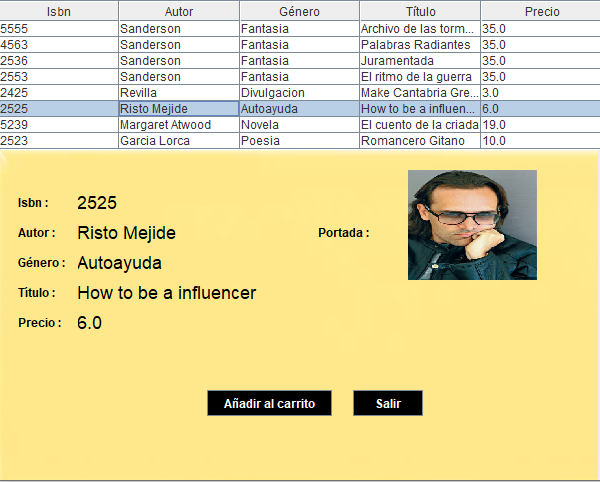 Isbn Autor Género Título Precio
5555 Sanderson Fantasia Archivo de las torm... 35.0
4563 Sanderson Fantasia Palabras Radiantes 35.0
2536 Sanderson Fantasia Juramentada 35.0
2553 Sanderson Fantasia El ritmo de la guerra 35.0
2425 Revilla Divulgacion Make Cantabria Gre... 3.0
2525 Risto Mejide Autoayuda How to be a influen... 6.0
5239 Margaret Atwood Novela El cuento de la criada 19.0
2523 Garcia Lorca Poesia Romancero Gitano 10.0
Isbn : 2525
Autor : Risto Mejide Portada :
Género : Autoayuda
Título : How to be a influencer
Precio : 6.0
Añadir al carrito Salir